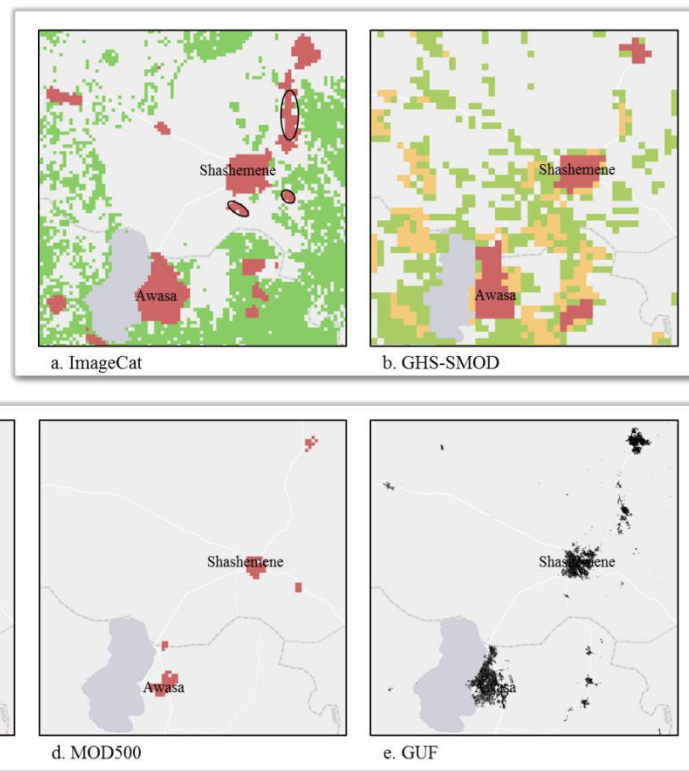 Shashemene
Awasa
a. ImageCat
Shashemene
Awasa
b. GHS-SMOD
Shashemene
Awasa
d. MOD500
Shashemene
Awasa
e. GUF